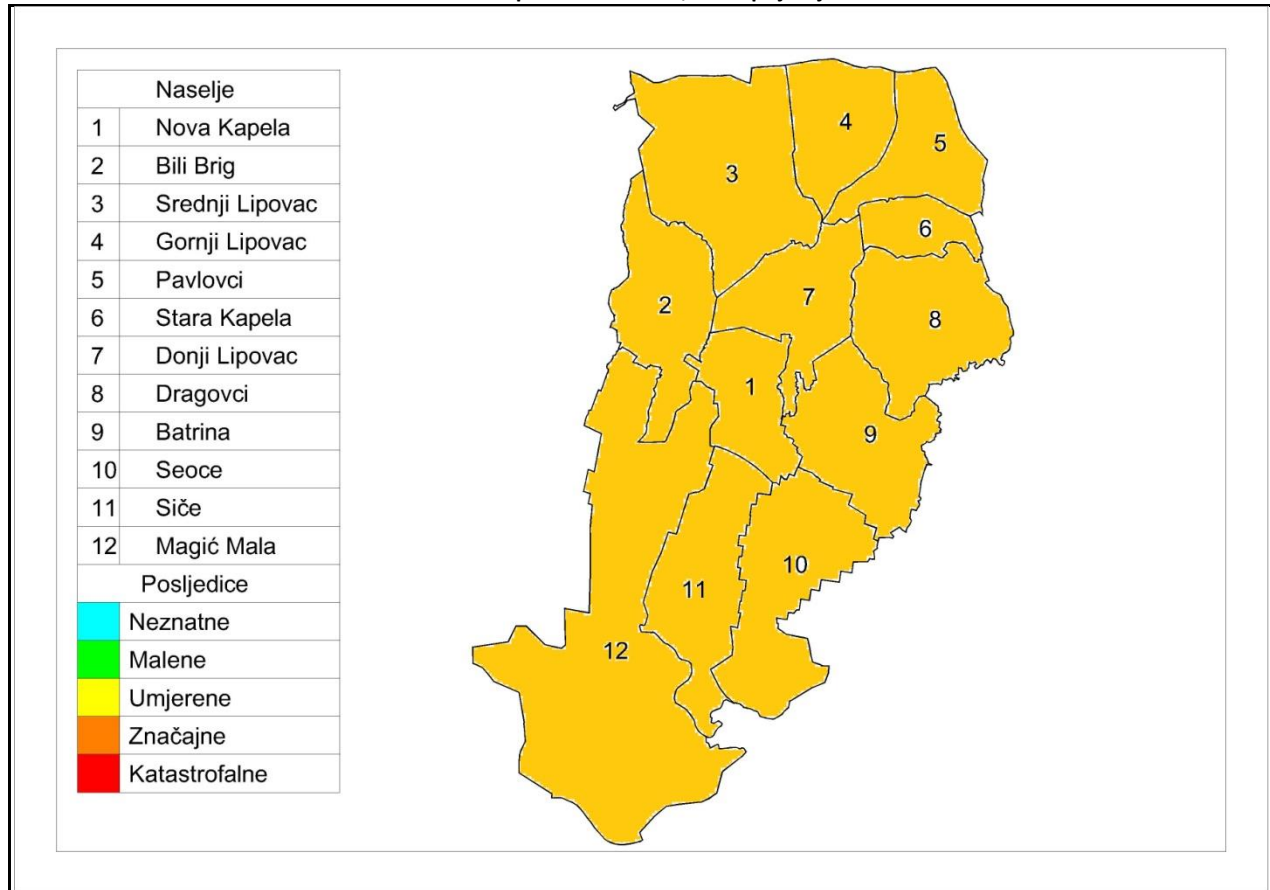 Naselje
1 Nova Kapela
2 Bili Brig
3 Srednji Lipovac
4 Gornji Lipovac
5 Pavlovci
6 Stara Kapela
7 Donji Lipovac
8 Dragovci
9 Batrina
10 Seoce
11 Siče
12 Magić Mala
Posljedice
Neznatne
Malene
Umjerene
Značajne
Katastrofalne
4
5
3
6
2
7
8
1
9
10
11
12